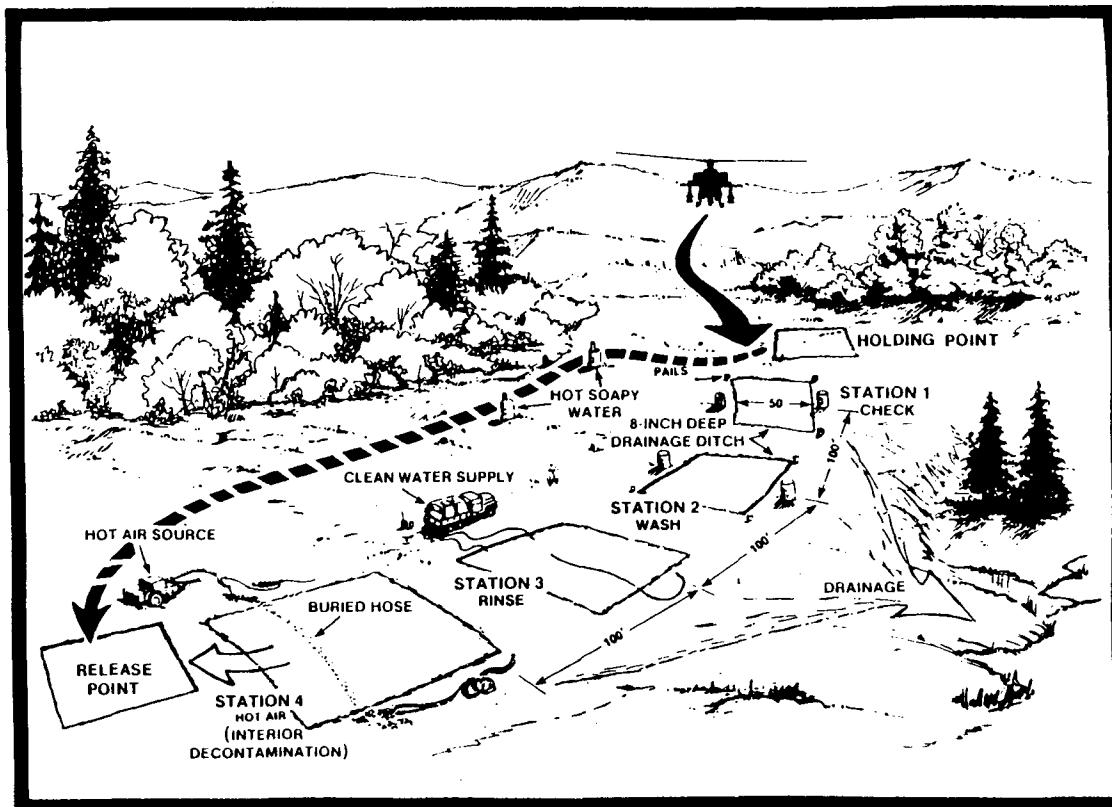 HOLDING POINT
PAILS
STATION 1
CHECK
50
HOT SOAPY
WATER
8-INCH DEEP
DRAINAGE DITCH
100'
CLEAN WATER SUPPLY
STATION 2
WASH
100'
HOT AIR SOURCE
STATION 3
RINSE
DRAINAGE
BURIED HOSE
100'
RELEASE
POINT
STATION 4
HOT AIR
(INTERIOR
DECONTAMINATION)